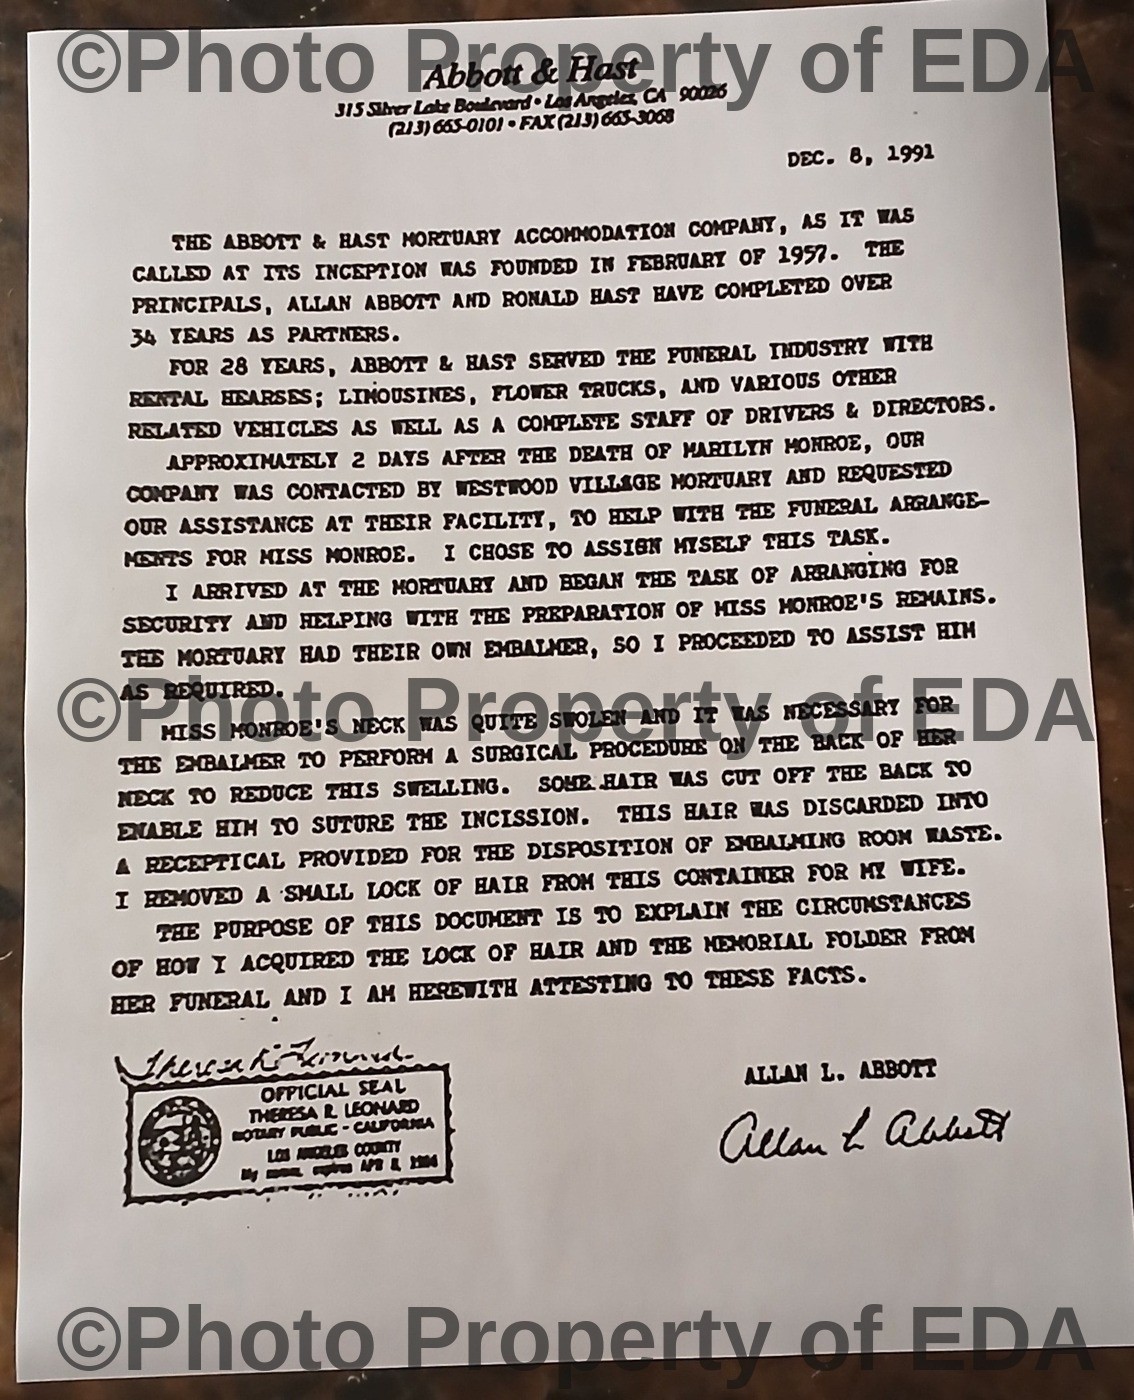 ©Photo Property of EDA
Abbott & Hast
315 Silver Lake Boulevard • Los Angeles, CA 90026
(213) 665-0101 • FAX (213) 663-3068
DEC. 8, 1991
THE ABBOTT & HAST MORTUARY ACCOMMODATION COMPANY, AS IT WAS
CALLED AT ITS INCEPTION WAS FOUNDED IN FEBRUARY OF 1957. THE
PRINCIPALS, ALLAN ABBOTT AND RONALD HAST HAVE COMPLETED OVER
34 YEARS AS PARTNERS.
FOR 28 YEARS, ABBOTT & HAST SERVED THE FUNERAL INDUSTRY WITH
RENTAL HEARSES; LIMOUSINES, FLOWER TRUCKS, AND VARIOUS OTHER
RELATED VEHICLES AS WELL AS A COMPLETE STAFF OF DRIVERS & DIRECTORS.
APPROXIMATELY 2 DAYS AFTER THE DEATH OF MARILYN MONROE, OUR
COMPANY WAS CONTACTED BY WESTWOOD VILLAGE MORTUARY AND REQUESTED
OUR ASSISTANCE AT THEIR FACILITY, TO HELP WITH THE FUNERAL ARRANGE-
MENTS FOR MISS MONROE. I CHOSE TO ASSIGN MYSELF THIS TASK.
I ARRIVED AT THE MORTUARY AND BEGAN THE TASK OF ARRANGING FOR
SECURITY AND HELPING WITH THE PREPARATION OF MISS MONROE'S REMAINS.
THE MORTUARY HAD THEIR OWN EMBALMER, SO I PROCEEDED TO ASSIST HIM
AS REQUIRED.
©Photo Property of EDA
MISS MONROE'S NECK WAS QUITE SWOLEN AND IT WAS NECESSARY FOR
THE EMBALMER TO PERFORM A SURGICAL PROCEDURE ON THE BACK OF HER
NECK TO REDUCE THIS SWELLING. SOME HAIR WAS CUT OFF THE BACK TO
ENABLE HIM TO SUTURE THE INCISSION. THIS HAIR WAS DISCARDED INTO
A RECEPTICAL PROVIDED FOR THE DISPOSITION OF EMBALMING ROOM WASTE.
I REMOVED A SMALL LOCK OF HAIR FROM THIS CONTAINER FOR MY WIFE.
THE PURPOSE OF THIS DOCUMENT IS TO EXPLAIN THE CIRCUMSTANCES
OF HOW I ACQUIRED THE LOCK OF HAIR AND THE MEMORIAL FOLDER FROM
HER FUNERAL AND I AM HEREWITH ATTESTING TO THESE FACTS.
Theresa R. Leonard
OFFICIAL SEAL
THERESA R. LEONARD
NOTARY PUBLIC - CALIFORNIA
LOS ANGELES COUNTY
My comm. expires APR 8, 1994
ALLAN L. ABBOTT
Allan L Abbott
©Photo Property of EDA